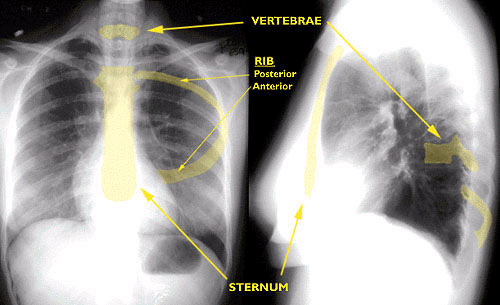 VERTEBRAE
RIB
Posterior
Anterior
STERNUM